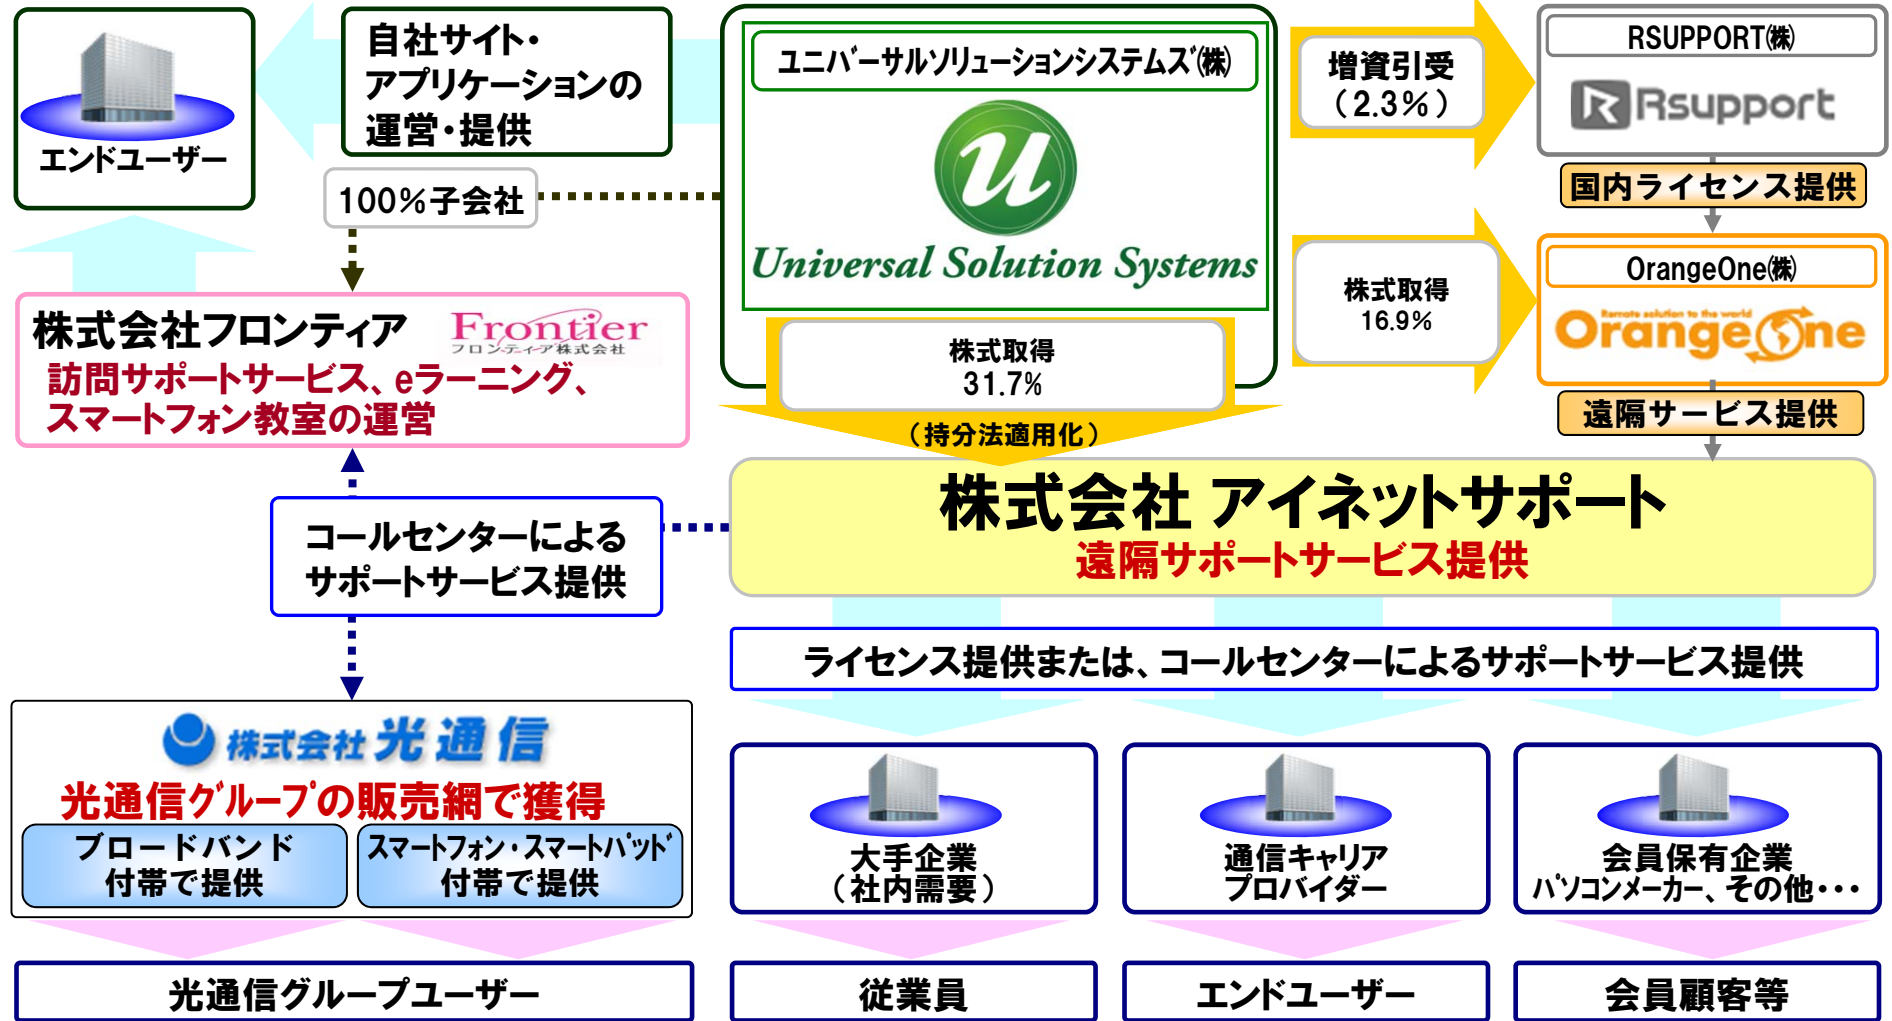 自社サイト・
アプリケーションの
運営・提供
エンドユーザー
100%子会社
ユニバーサルソリューションシステムズ㈱
u
Universal Solution Systems
増資引受
（2.3%）
RSUPPORT㈱
R Rsupport
国内ライセンス提供
株式取得
16.9%
OrangeOne㈱
Remote solution to the world
OrangeOne
遠隔サービス提供
株式会社フロンティア
Frontier
フロンティア株式会社
訪問サポートサービス、eラーニング、
スマートフォン教室の運営
株式取得
31.7%
（持分法適用化）
株式会社 アイネットサポート
遠隔サポートサービス提供
コールセンターによる
サポートサービス提供
ライセンス提供または、コールセンターによるサポートサービス提供
株式会社 光通信
光通信グループの販売網で獲得
ブロードバンド
付帯で提供
スマートフォン・スマートパッド
付帯で提供
大手企業
（社内需要）
通信キャリア
プロバイダー
会員保有企業
パソコンメーカー、その他・・・
光通信グループユーザー
従業員
エンドユーザー
会員顧客等